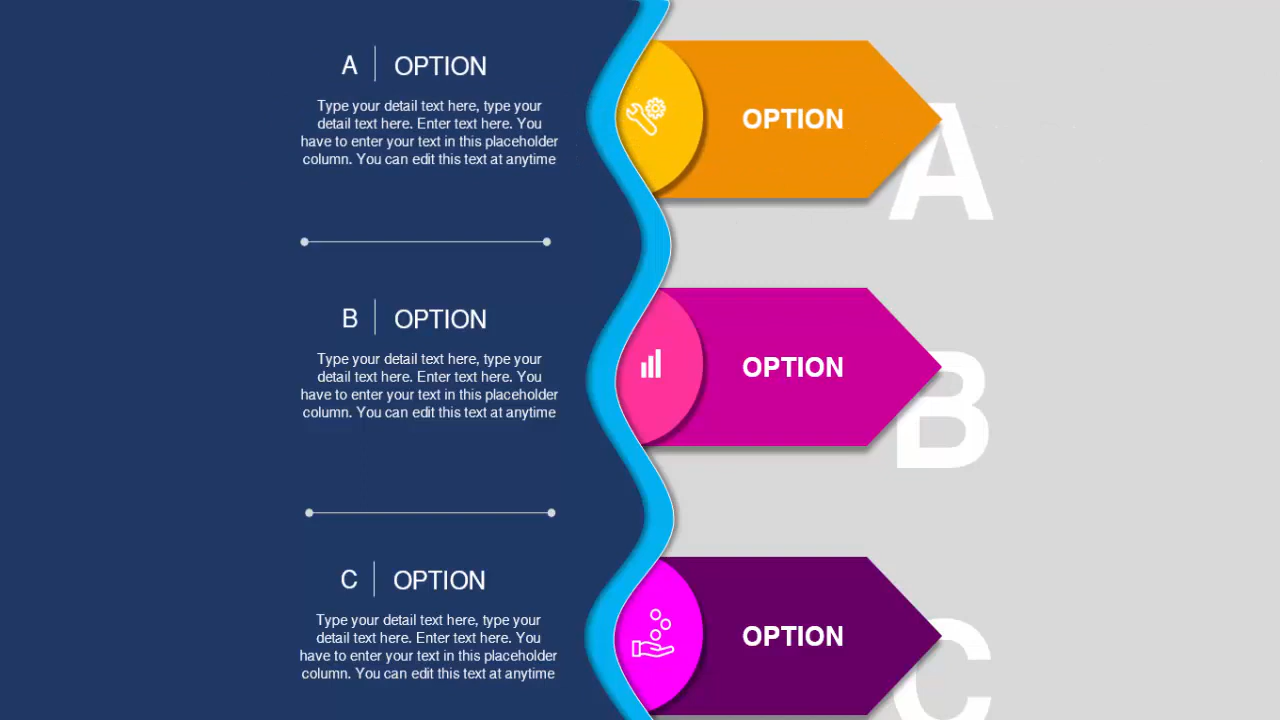 A OPTION
Type your detail text here, type your
detail text here. Enter text here. You
have to enter your text in this placeholder
column. You can edit this text at anytime
OPTION
A
B OPTION
Type your detail text here, type your
detail text here. Enter text here. You
have to enter your text in this placeholder
column. You can edit this text at anytime
OPTION
B
C OPTION
Type your detail text here, type your
detail text here. Enter text here. You
have to enter your text in this placeholder
column. You can edit this text at anytime
OPTION
C